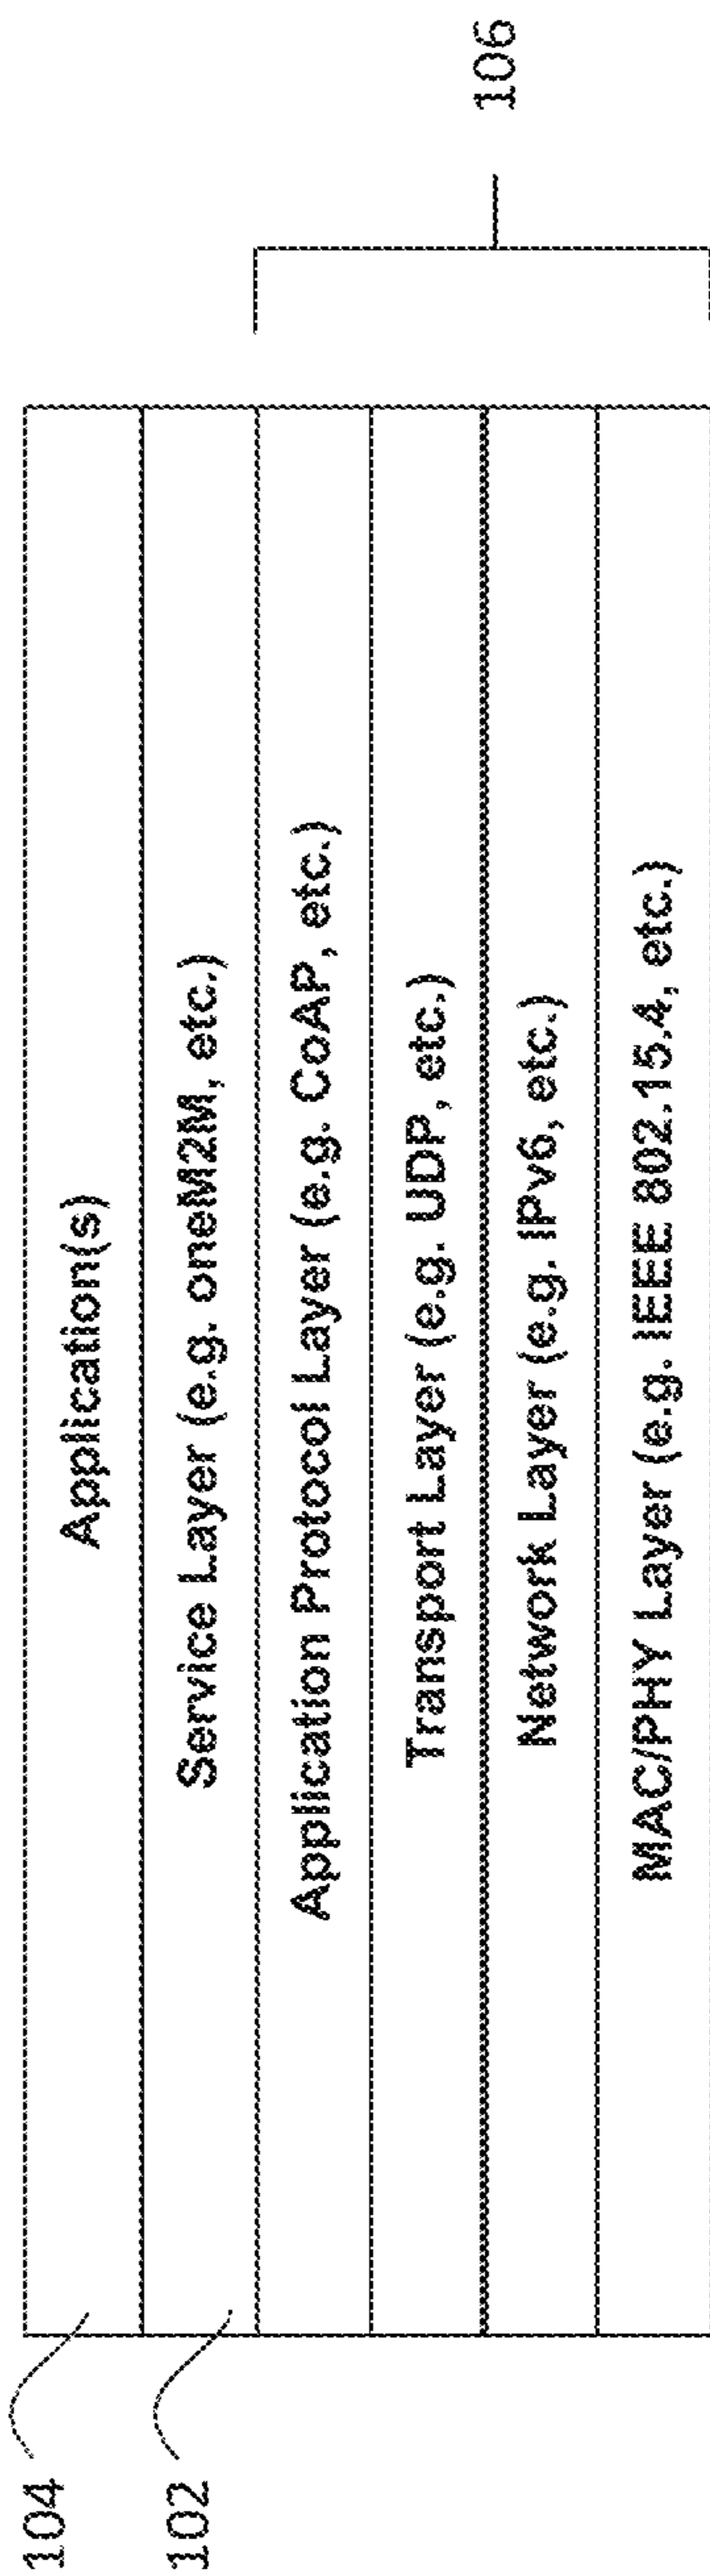 104
Application(s)
102
Service Layer (e.g. oneM2M, etc.)
Application Protocol Layer (e.g. CoAP, etc.)
Transport Layer (e.g. UDP, etc.)
Network Layer (e.g. IPv6, etc.)
MAC/PHY Layer (e.g. IEEE 802.15.4, etc.)
106